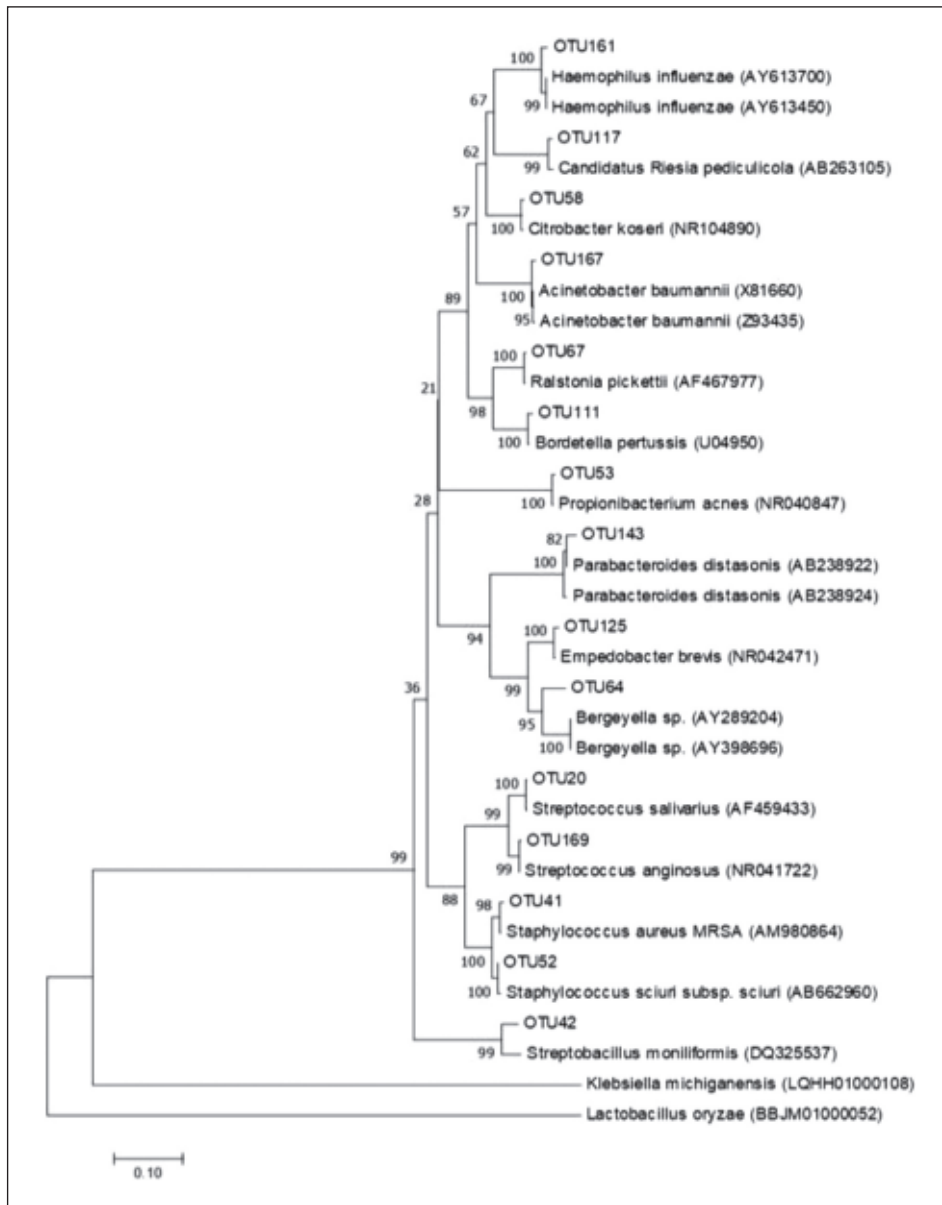 OTU161
100
Haemophilus influenzae (AY613700)
67
99
Haemophilus influenzae (AY613450)
OTU117
62
99
Candidatus Riesia pediculicola (AB263105)
OTU58
57
100
Citrobacter koseri (NR104890)
OTU167
100
Acinetobacter baumannii (X81660)
89
95
Acinetobacter baumannii (Z93435)
100
OTU67
Ralstonia pickettii (AF467977)
21
98
OTU111
100
Bordetella pertussis (U04950)
OTU53
28
100
Propionibacterium acnes (NR040847)
82
OTU143
100
Parabacteroides distasonis (AB238922)
Parabacteroides distasonis (AB238924)
94
100
OTU125
Empedobacter brevis (NR042471)
36
99
OTU64
95
Bergeyella sp. (AY289204)
100
Bergeyella sp. (AY398696)
100
OTU20
99
Streptococcus salivarius (AF459433)
OTU169
99
99
Streptococcus anginosus (NR041722)
88
98
OTU41
Staphylococcus aureus MRSA (AM980864)
100
OTU52
100
Staphylococcus sciuri subsp. sciuri (AB662960)
OTU42
99
Streptobacillus moniliformis (DQ325537)
Klebsiella michiganensis (LQHH01000108)
Lactobacillus oryzae (BBJM01000052)
0.10